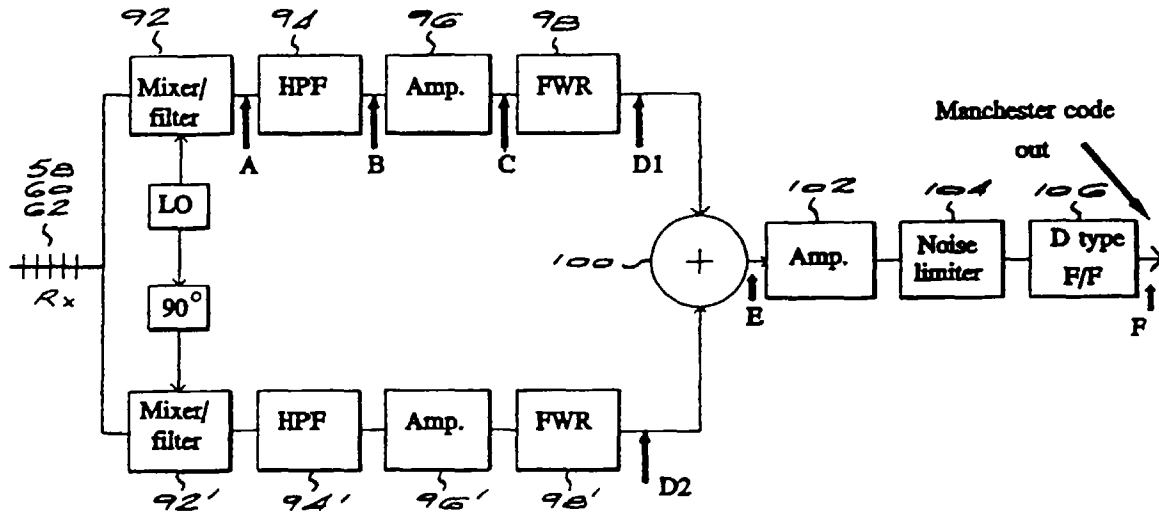 92 94 96 98
Mixer/
filter
HPF
Amp.
FWR
A B C D1
Manchester code
out
58
60
62
Rx
LO
90°
100
+
102 104 106
Amp.
Noise
limiter
D type
F/F
E
F
Mixer/
filter
HPF
Amp.
FWR
D2
92' 94' 96' 98'